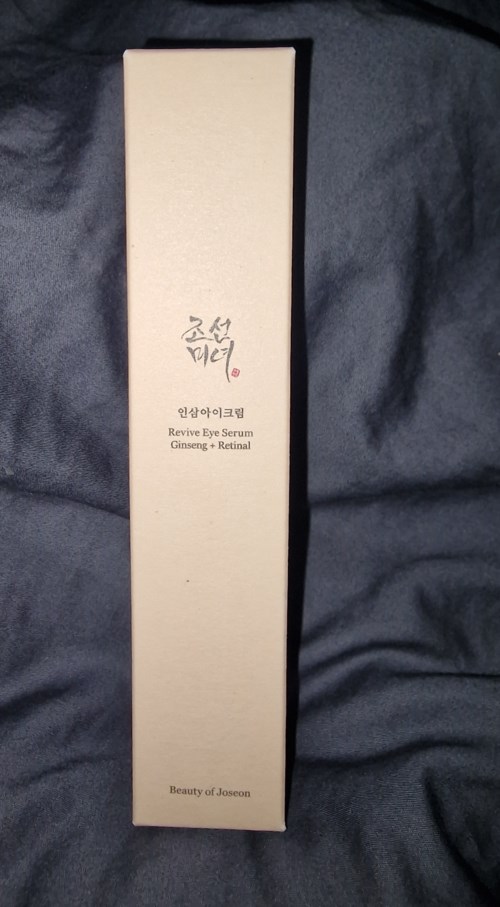 조선
미녀
인삼아이크림
Revive Eye Serum
Ginseng + Retinal
Beauty of Joseon